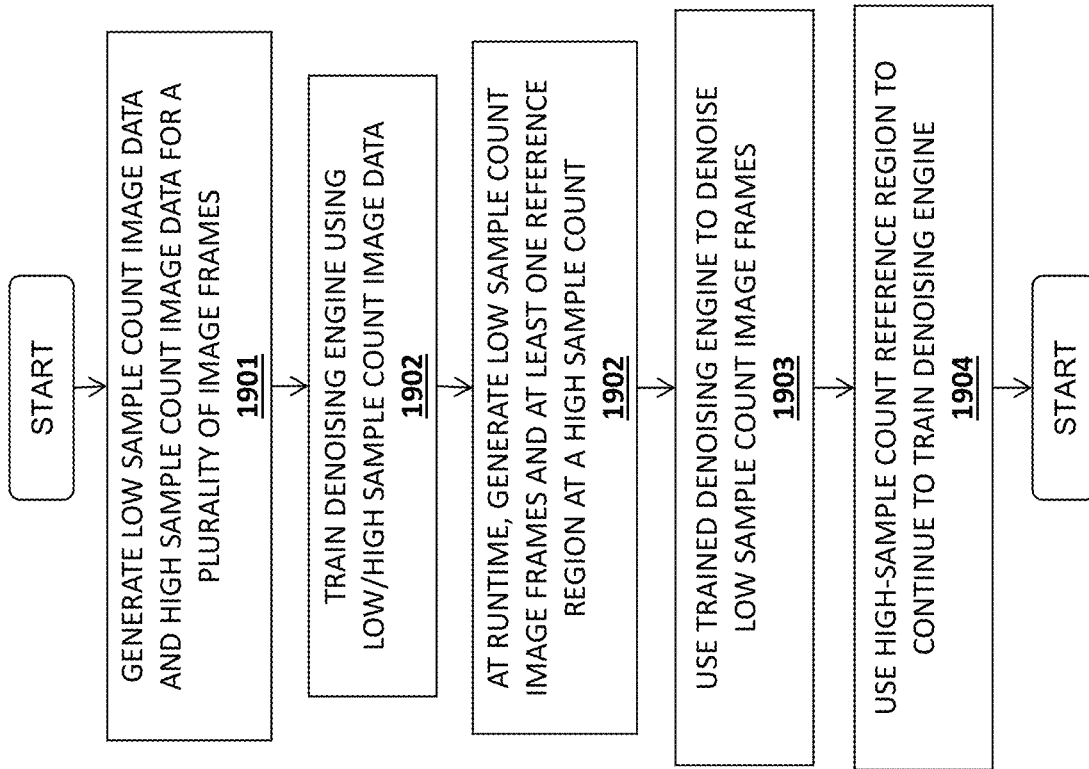 START
GENERATE LOW SAMPLE COUNT IMAGE DATA
AND HIGH SAMPLE COUNT IMAGE DATA FOR A
PLURALITY OF IMAGE FRAMES
1901
TRAIN DENOISING ENGINE USING
LOW/HIGH SAMPLE COUNT IMAGE DATA
1902
AT RUNTIME, GENERATE LOW SAMPLE COUNT
IMAGE FRAMES AND AT LEAST ONE REFERENCE
REGION AT A HIGH SAMPLE COUNT
1902
USE TRAINED DENOISING ENGINE TO DENOISE
LOW SAMPLE COUNT IMAGE FRAMES
1903
USE HIGH-SAMPLE COUNT REFERENCE REGION TO
CONTINUE TO TRAIN DENOISING ENGINE
1904
START